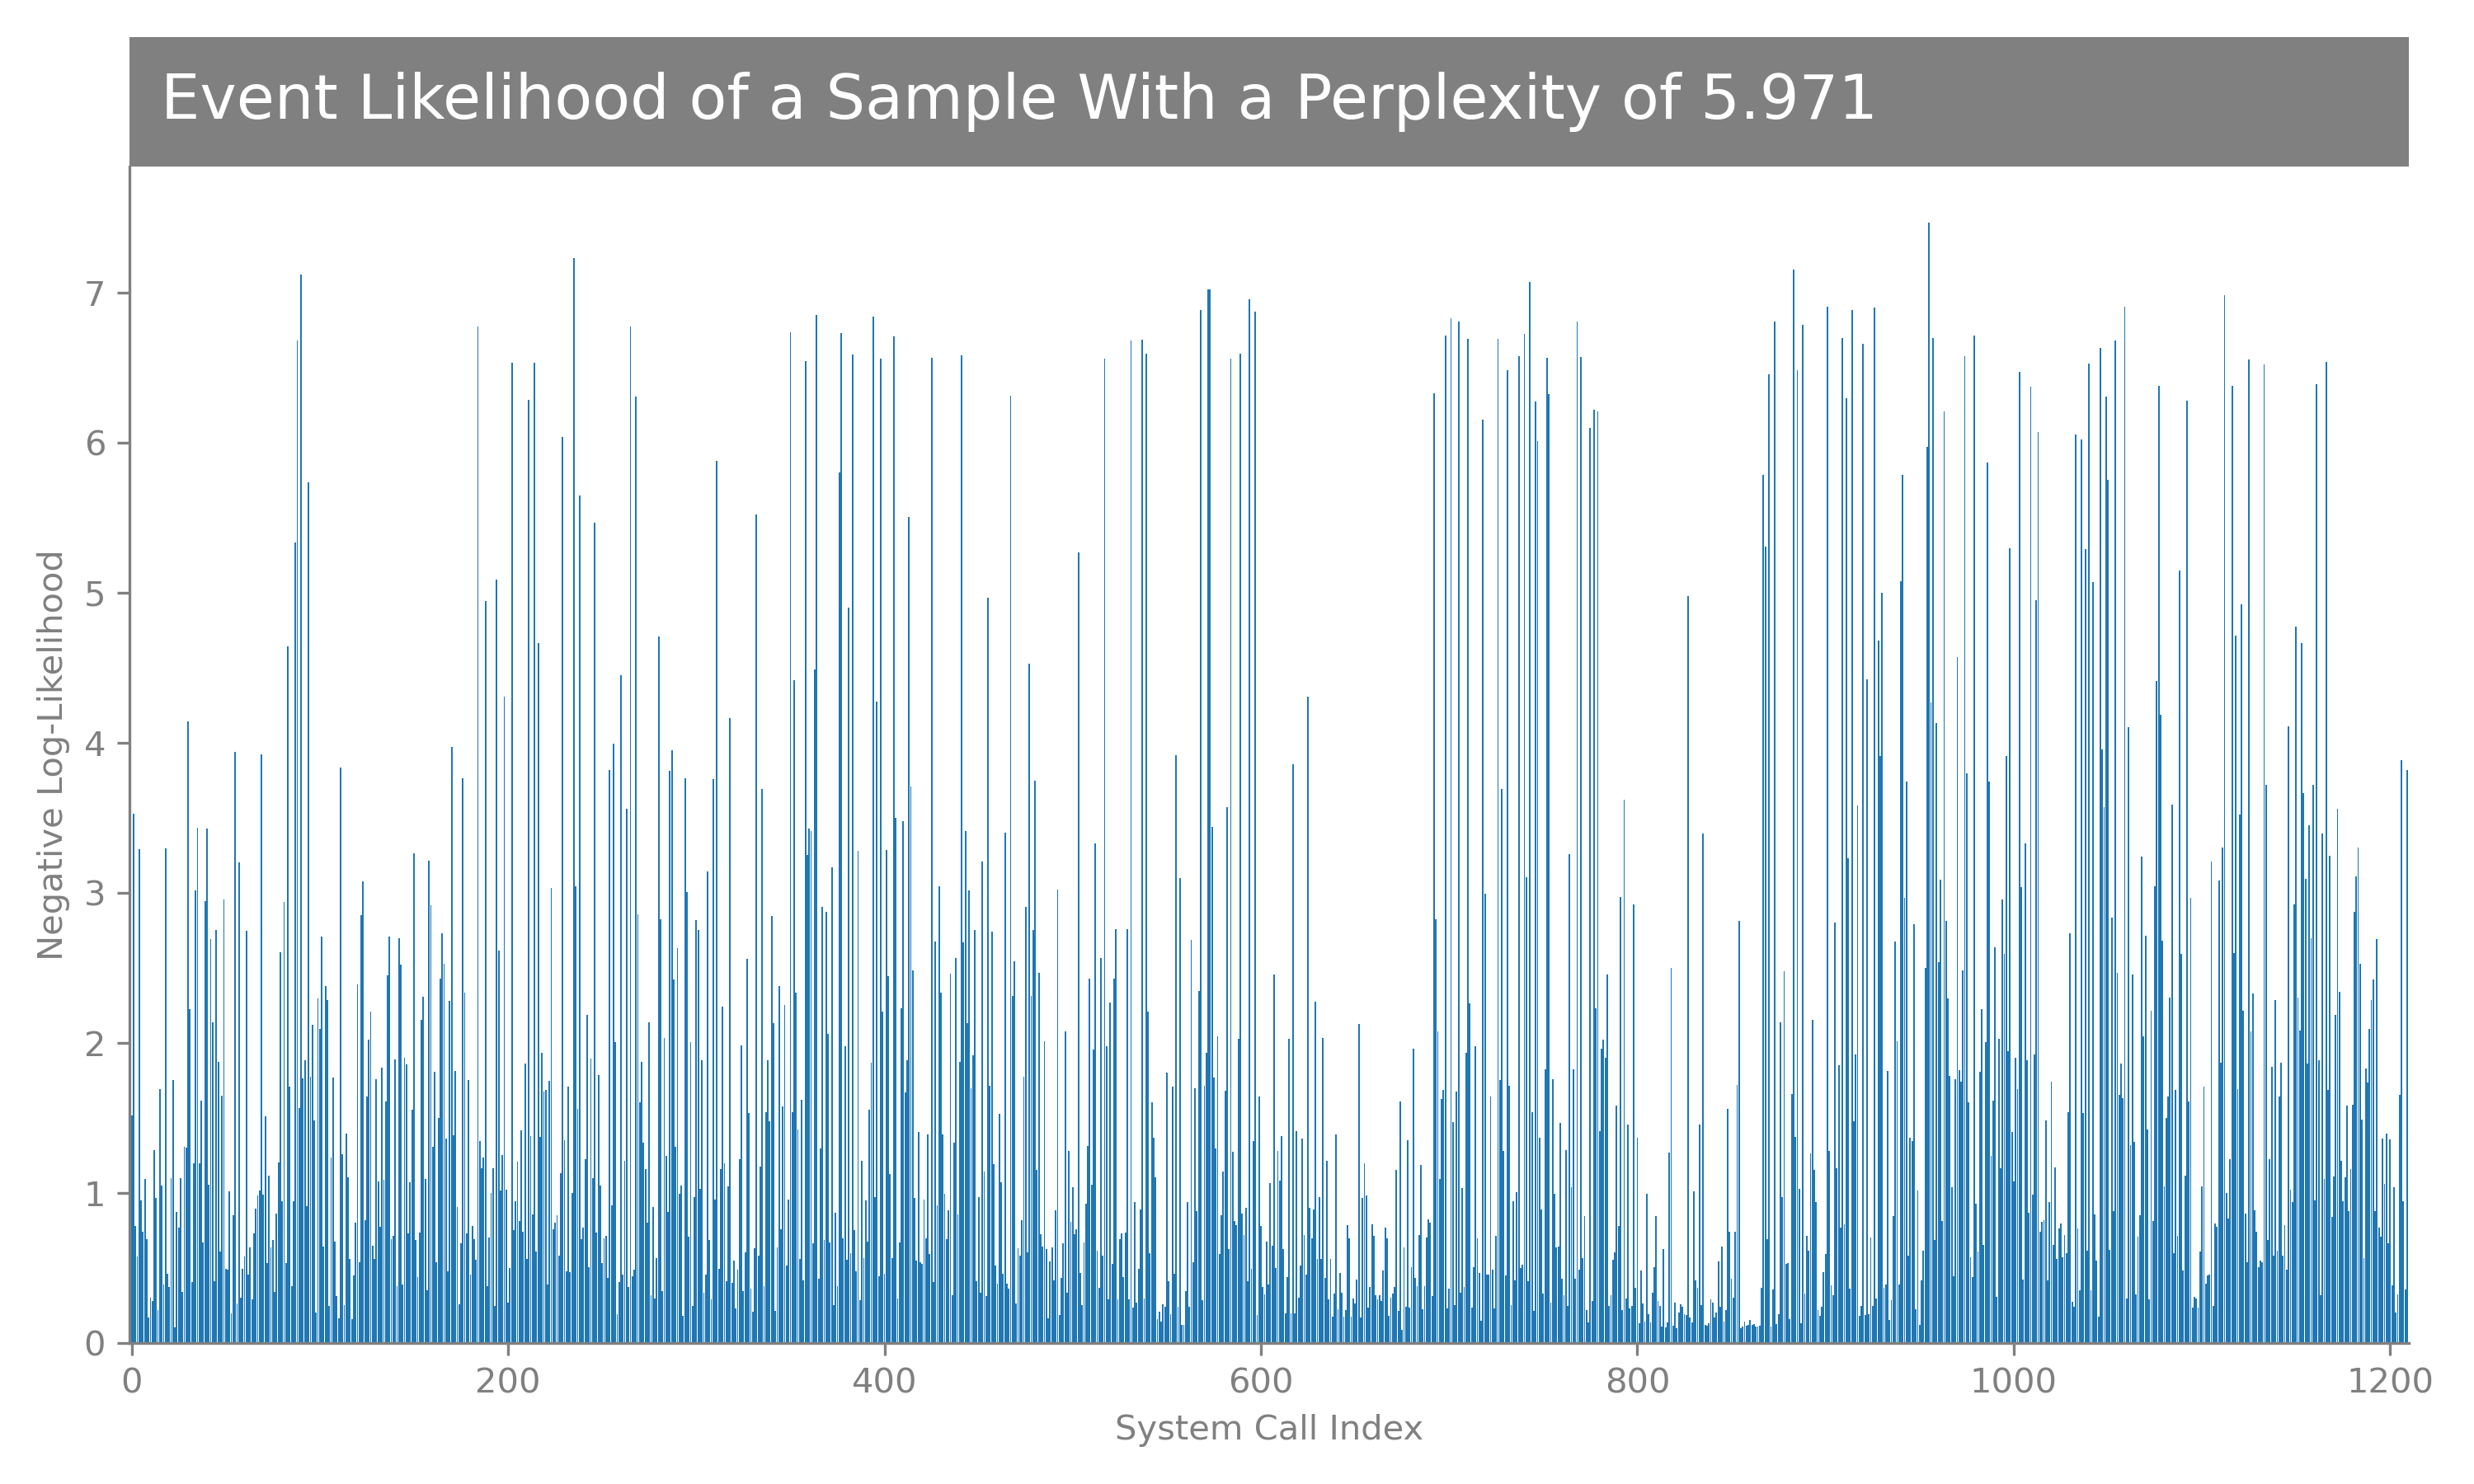 Event Likelihood of a Sample With a Perplexity of 5.971
Negative Log-Likelihood
7
6
5
4
3
2
1
0
0 200 400 600 800 1000 1200
System Call Index